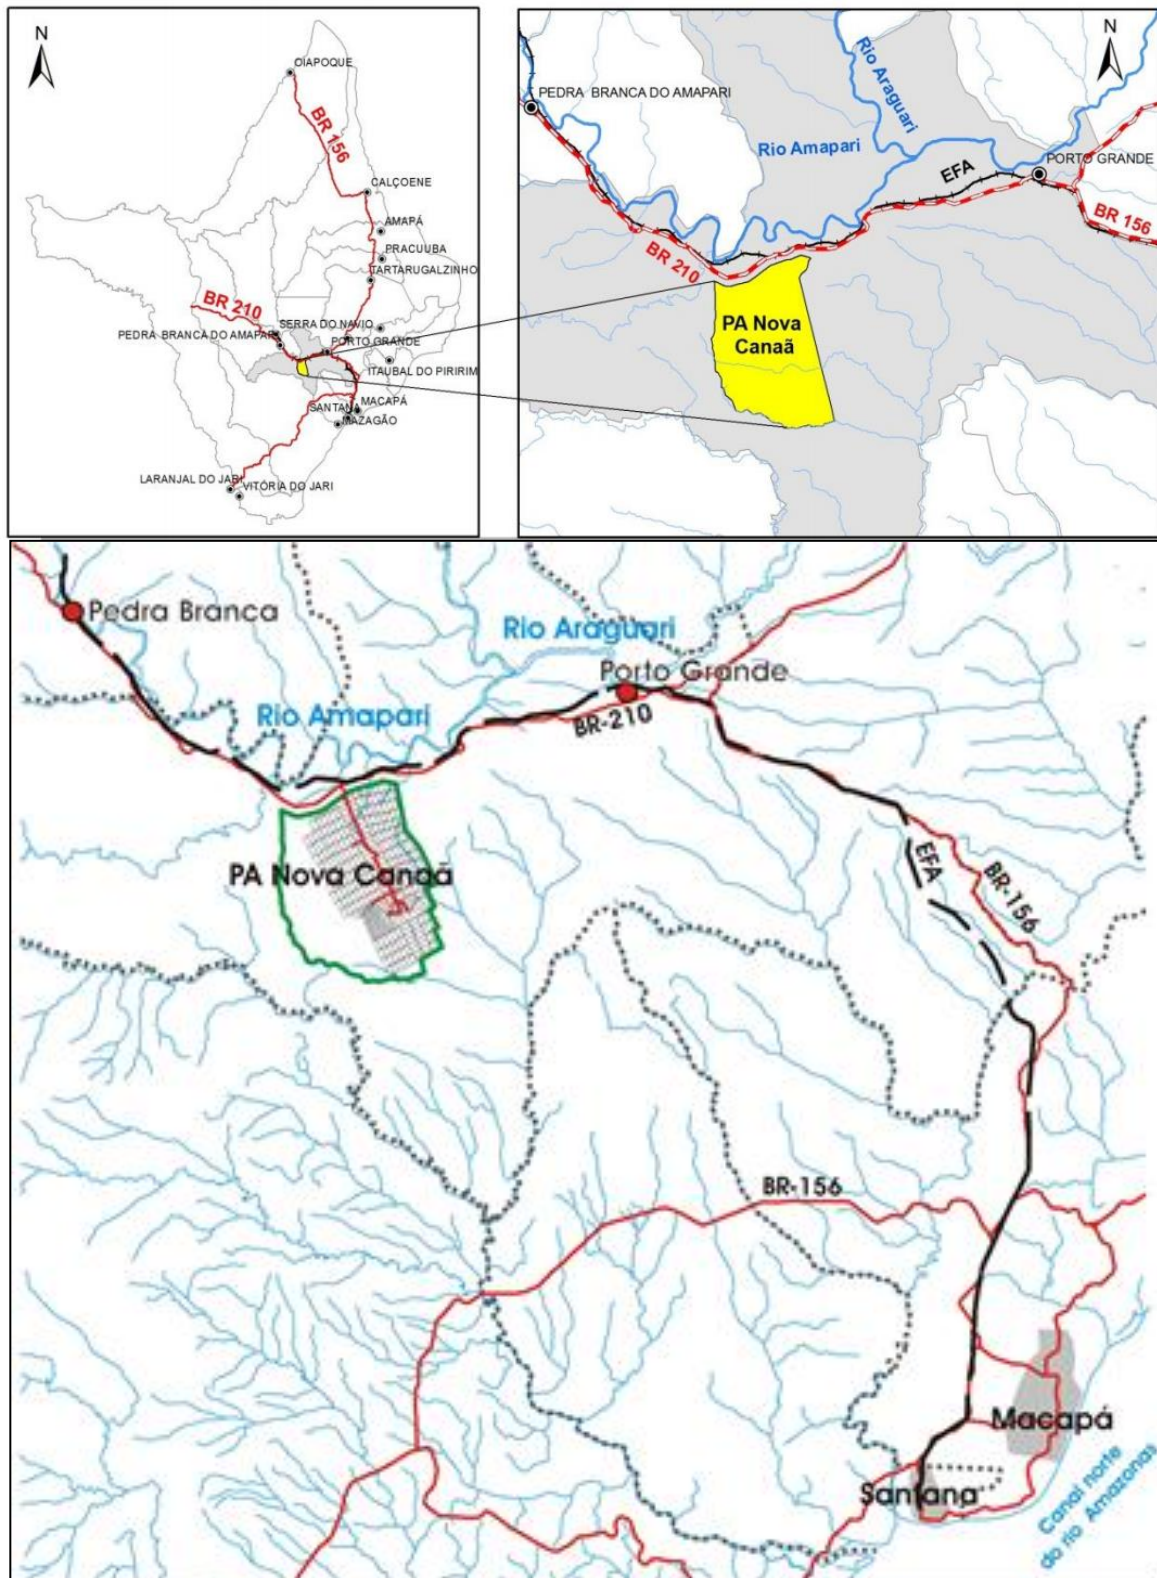 N
OIAPOQUE
BR 156
CALÇOENE
AMAPÁ
PRACUUBA
TARTARUGALZINHO
BR 210
SERRA DO NAVIO
PEDRA BRANCA DO AMAPARI
PORTO GRANDE
ITAUBAL DO PIRIRIM
MACAPÁ
SANTANA
MAZAGÃO
LARANJAL DO JARI
VITÓRIA DO JARI
N
Rio Araguari
PEDRA BRANCA DO AMAPARI
Rio Amapari
PORTO GRANDE
EFA
BR 156
BR 210
PA Nova
Canaã
Pedra Branca
Rio Araguari
Porto Grande
Rio Amapari
BR-210
PA Nova Canaã
EFA
BR-156
BR-156
Macapá
Santana
Canal norte
do rio Amazonas